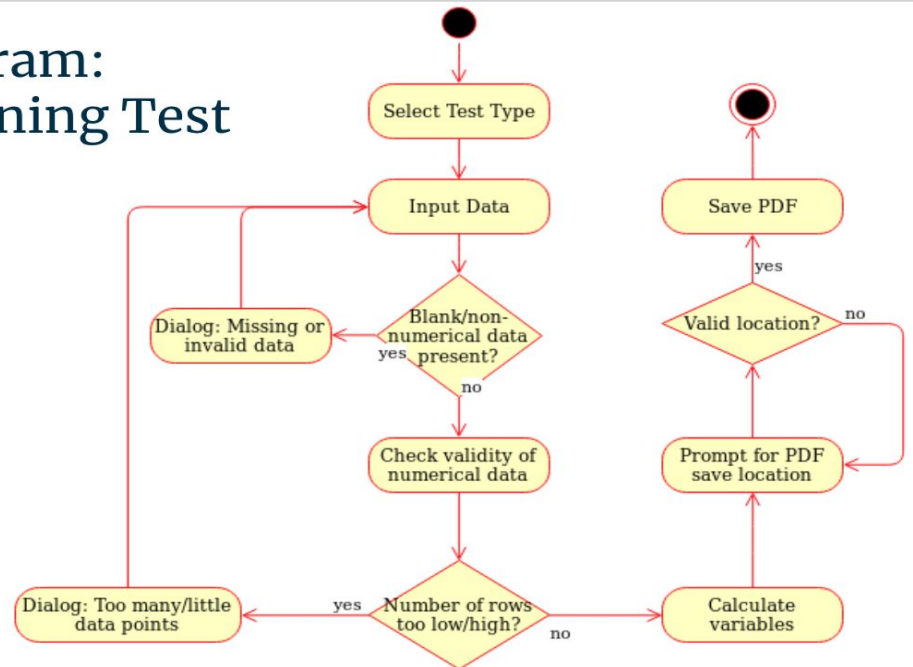 ram:
ning Test
Select Test Type
Input Data
Blank/non-
numerical data
present?
yes
no
Dialog: Missing or
invalid data
Check validity of
numerical data
Number of rows
too low/high?
yes
no
Dialog: Too many/little
data points
Calculate
variables
Prompt for PDF
save location
Valid location?
no
yes
Save PDF